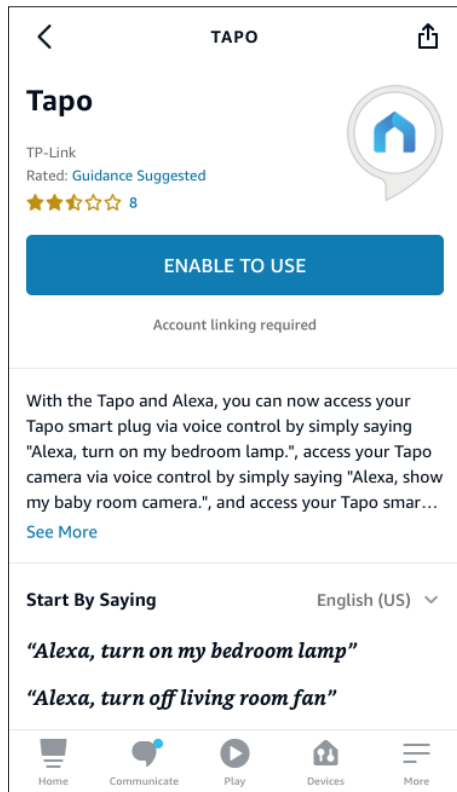 TAPO
Tapo
TP-Link
Rated: Guidance Suggested
8
ENABLE TO USE
Account linking required
With the Tapo and Alexa, you can now access your
Tapo smart plug via voice control by simply saying
"Alexa, turn on my bedroom lamp.", access your Tapo
camera via voice control by simply saying "Alexa, show
my baby room camera.", and access your Tapo smar…
See More
Start By Saying English (US)
“Alexa, turn on my bedroom lamp”
“Alexa, turn off living room fan”
Home Communicate Play Devices More